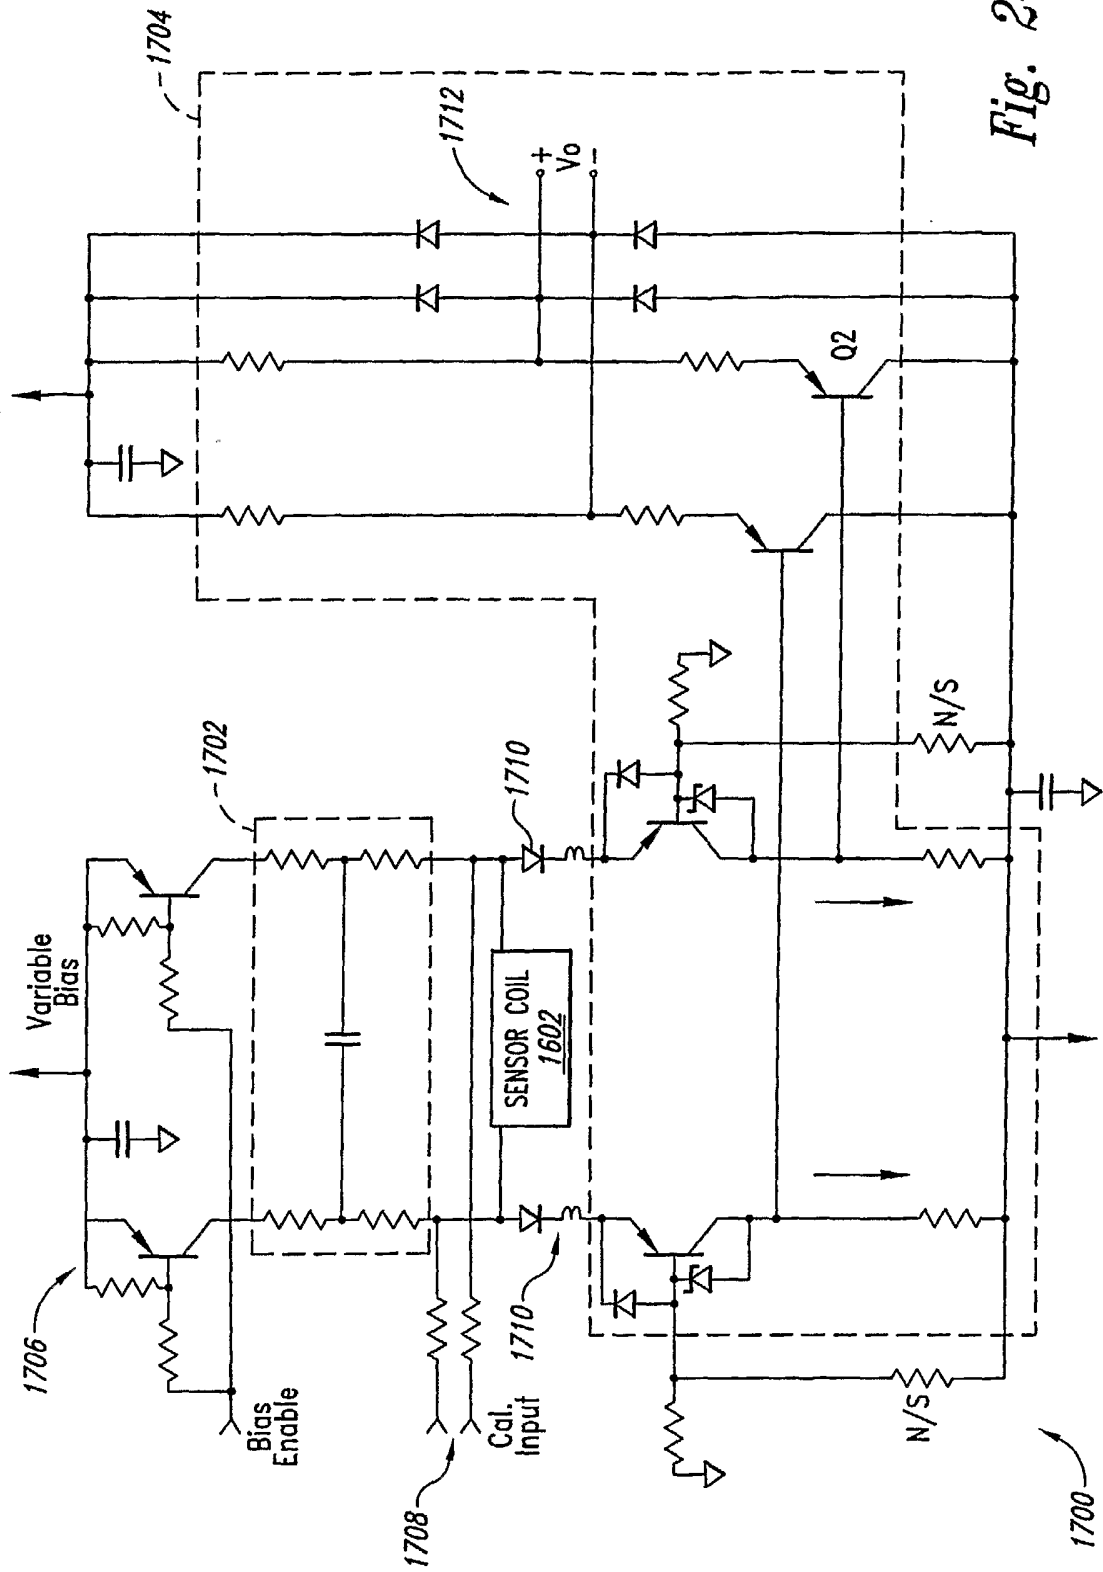 1704
1712
+
Vo
-
Q2
1702
1710
N/S
Variable
Bias
SENSOR COIL
1602
1706
Bias
Enable
1708
Cal.
Input
1710
N/S
1700
Fig. 2